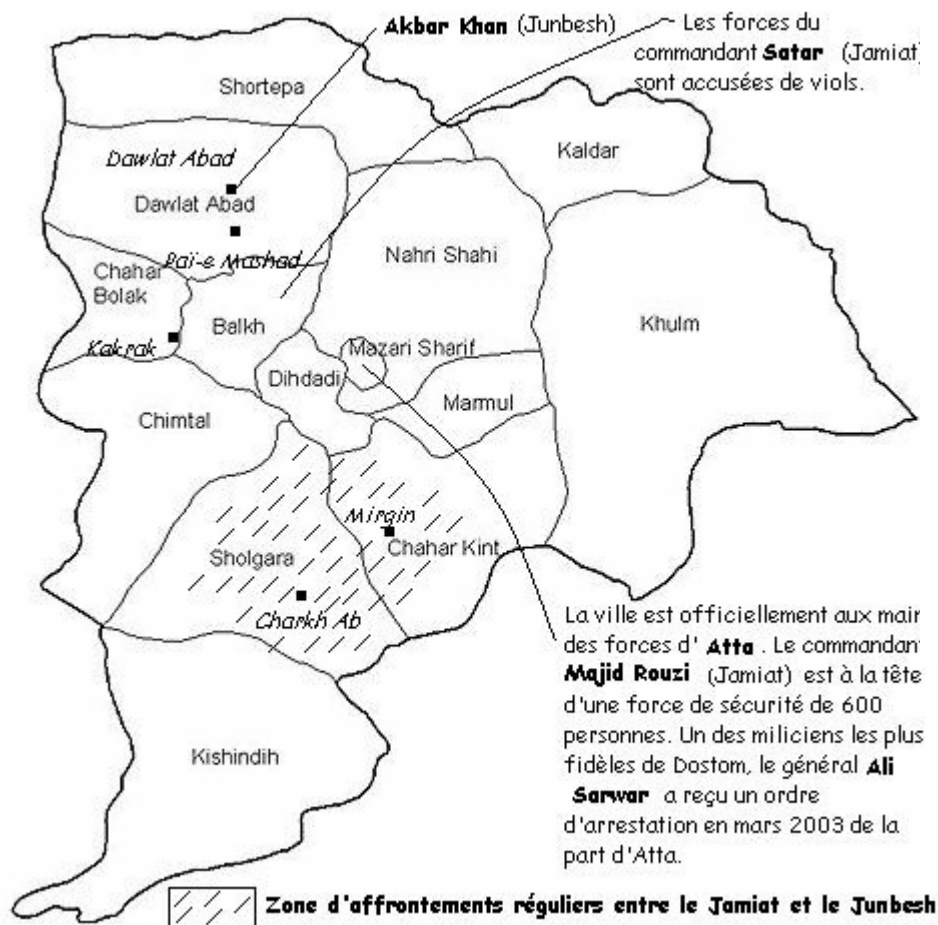 Akbar Khan (Junbesh)
Les forces du
commandant Satar (Jamiat)
sont accusées de viols.
Shortepa
Kaldar
Dawlat Abad
Dawlat Abad
Nahri Shahi
Paï-e Mashad
Chahar
Bolak
Balkh
Khulm
Kakrak
Mazari Sharif
Dihdadi
Marmul
Chimtal
Mirgin
Chahar Kint
Sholgara
Charkh Ab
La ville est officiellement aux main
des forces d' Atta . Le commandan
Majid Rouzi (Jamiat) est à la tête
d'une force de sécurité de 600
personnes. Un des miliciens les plus
fidèles de Dostom, le général Ali
Sarwar a reçu un ordre
d'arrestation en mars 2003 de la
part d'Atta.
Kishindih
Zone d'affrontements réguliers entre le Jamiat et le Junbesh